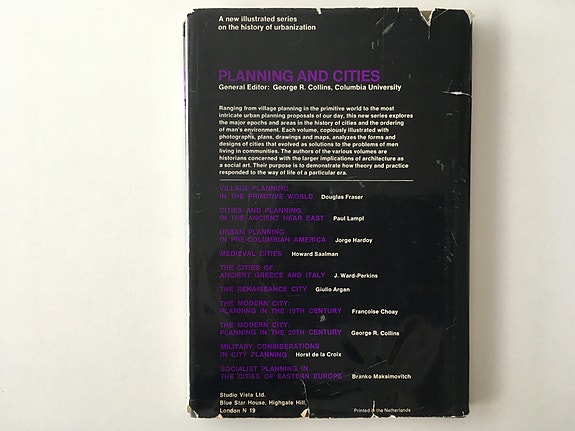 A new illustrated series
on the history of urbanization
PLANNING AND CITIES
General Editor: George R. Collins, Columbia University
Ranging from village planning in the primitive world to the most
intricate urban planning proposals of our day, this new series explores
the major epochs and areas in the history of cities and the ordering
of man's environment. Each volume, copiously illustrated with
photographs, plans, drawings and maps, analyzes the forms and
designs of cities that evolved as solutions to the problems of men
living in communities. The authors of the various volumes are
historians concerned with the larger implications of architecture as
a social art. Their purpose is to demonstrate how theory and practice
responded to the way of life of a particular era.
VILLAGE PLANNING
IN THE PRIMITIVE WORLD Douglas Fraser
CITIES AND PLANNING
IN THE ANCIENT NEAR EAST Paul Lampl
URBAN PLANNING
IN PRE-COLUMBIAN AMERICA Jorge Hardoy
MEDIEVAL CITIES Howard Saalman
THE CITIES OF
ANCIENT GREECE AND ITALY J. Ward-Perkins
THE RENAISSANCE CITY Giulio Argan
THE MODERN CITY:
PLANNING IN THE 19TH CENTURY Françoise Choay
THE MODERN CITY:
PLANNING IN THE 20TH CENTURY George R. Collins
MILITARY CONSIDERATIONS
IN CITY PLANNING Horst de la Croix
SOCIALIST PLANNING IN
THE CITIES OF EASTERN EUROPE Branko Maksimovitch
Studio Vista Ltd.
Blue Star House, Highgate Hill,
London N 19
Printed in the Netherlands